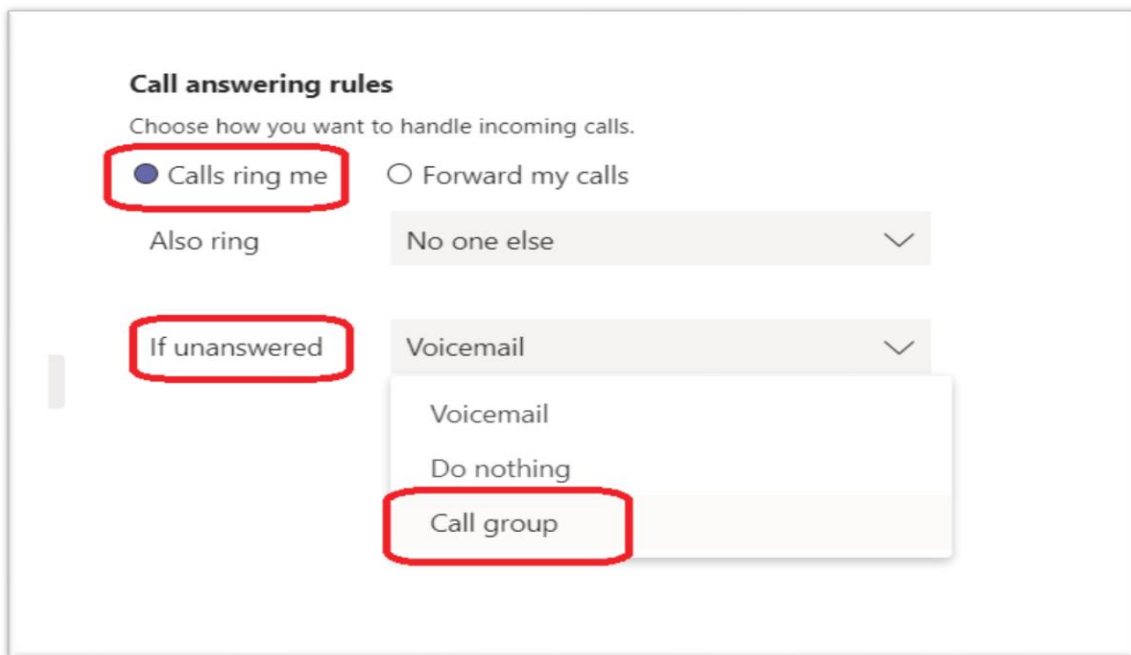 Call answering rules
Choose how you want to handle incoming calls.
Calls ring me Forward my calls
Also ring No one else
If unanswered Voicemail
Voicemail
Do nothing
Call group